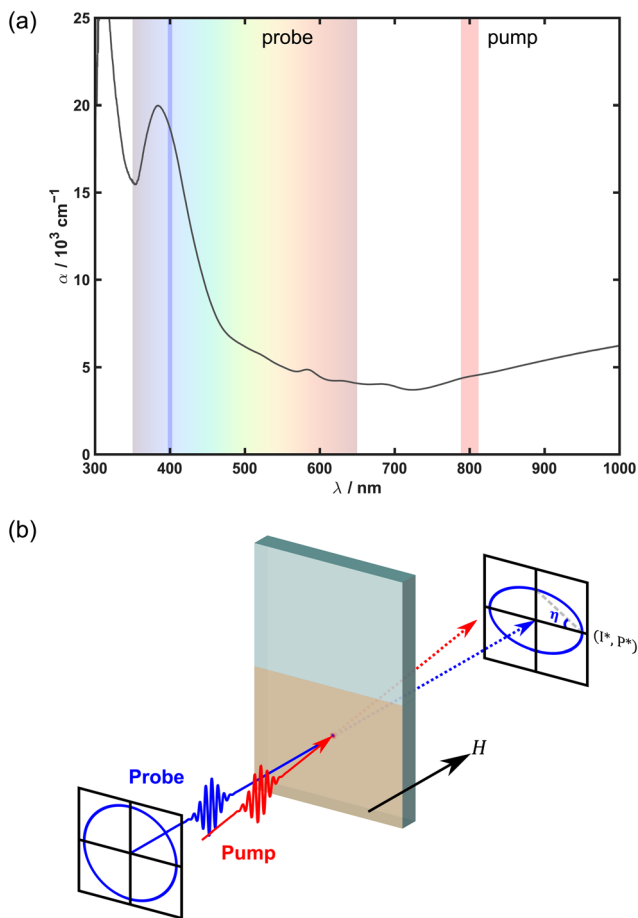 (a)
probe
pump
25
20
15
10
5
0
α / 10³ cm⁻¹
300 400 500 600 700 800 900 1000
λ / nm
(b)
η
(I*, P*)
H
Probe
Pump